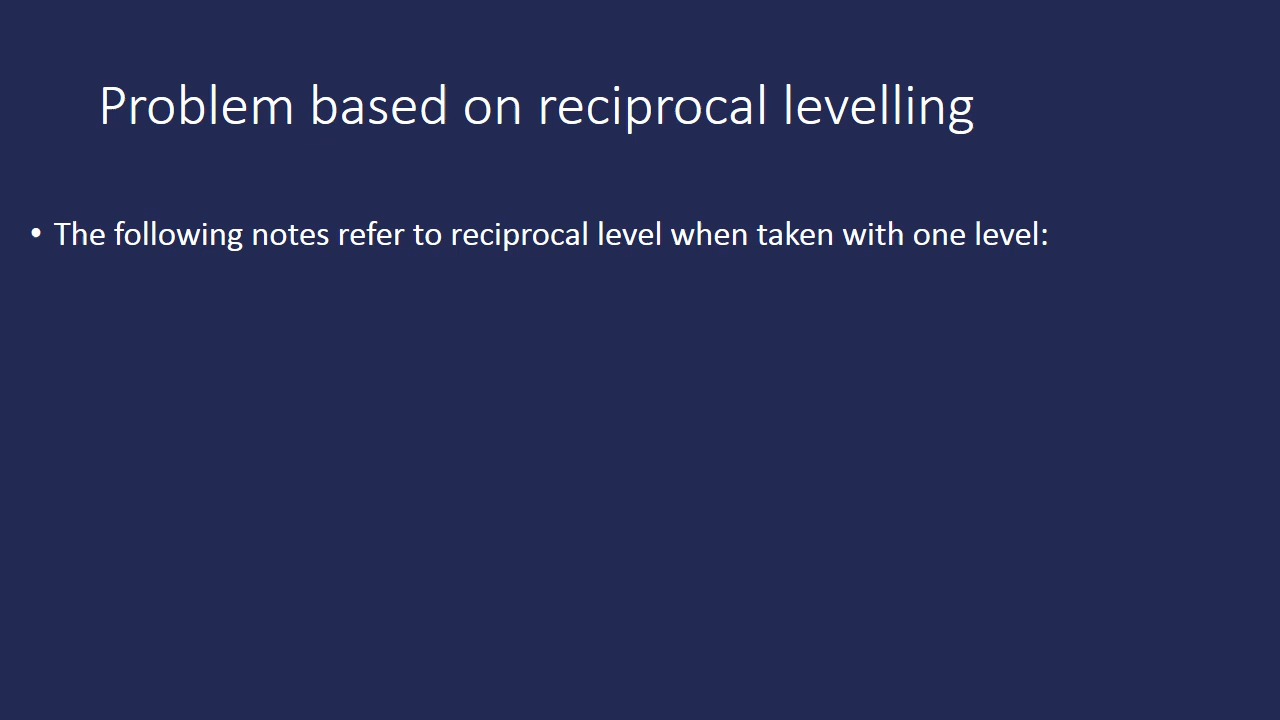 Problem based on reciprocal levelling
• The following notes refer to reciprocal level when taken with one level: